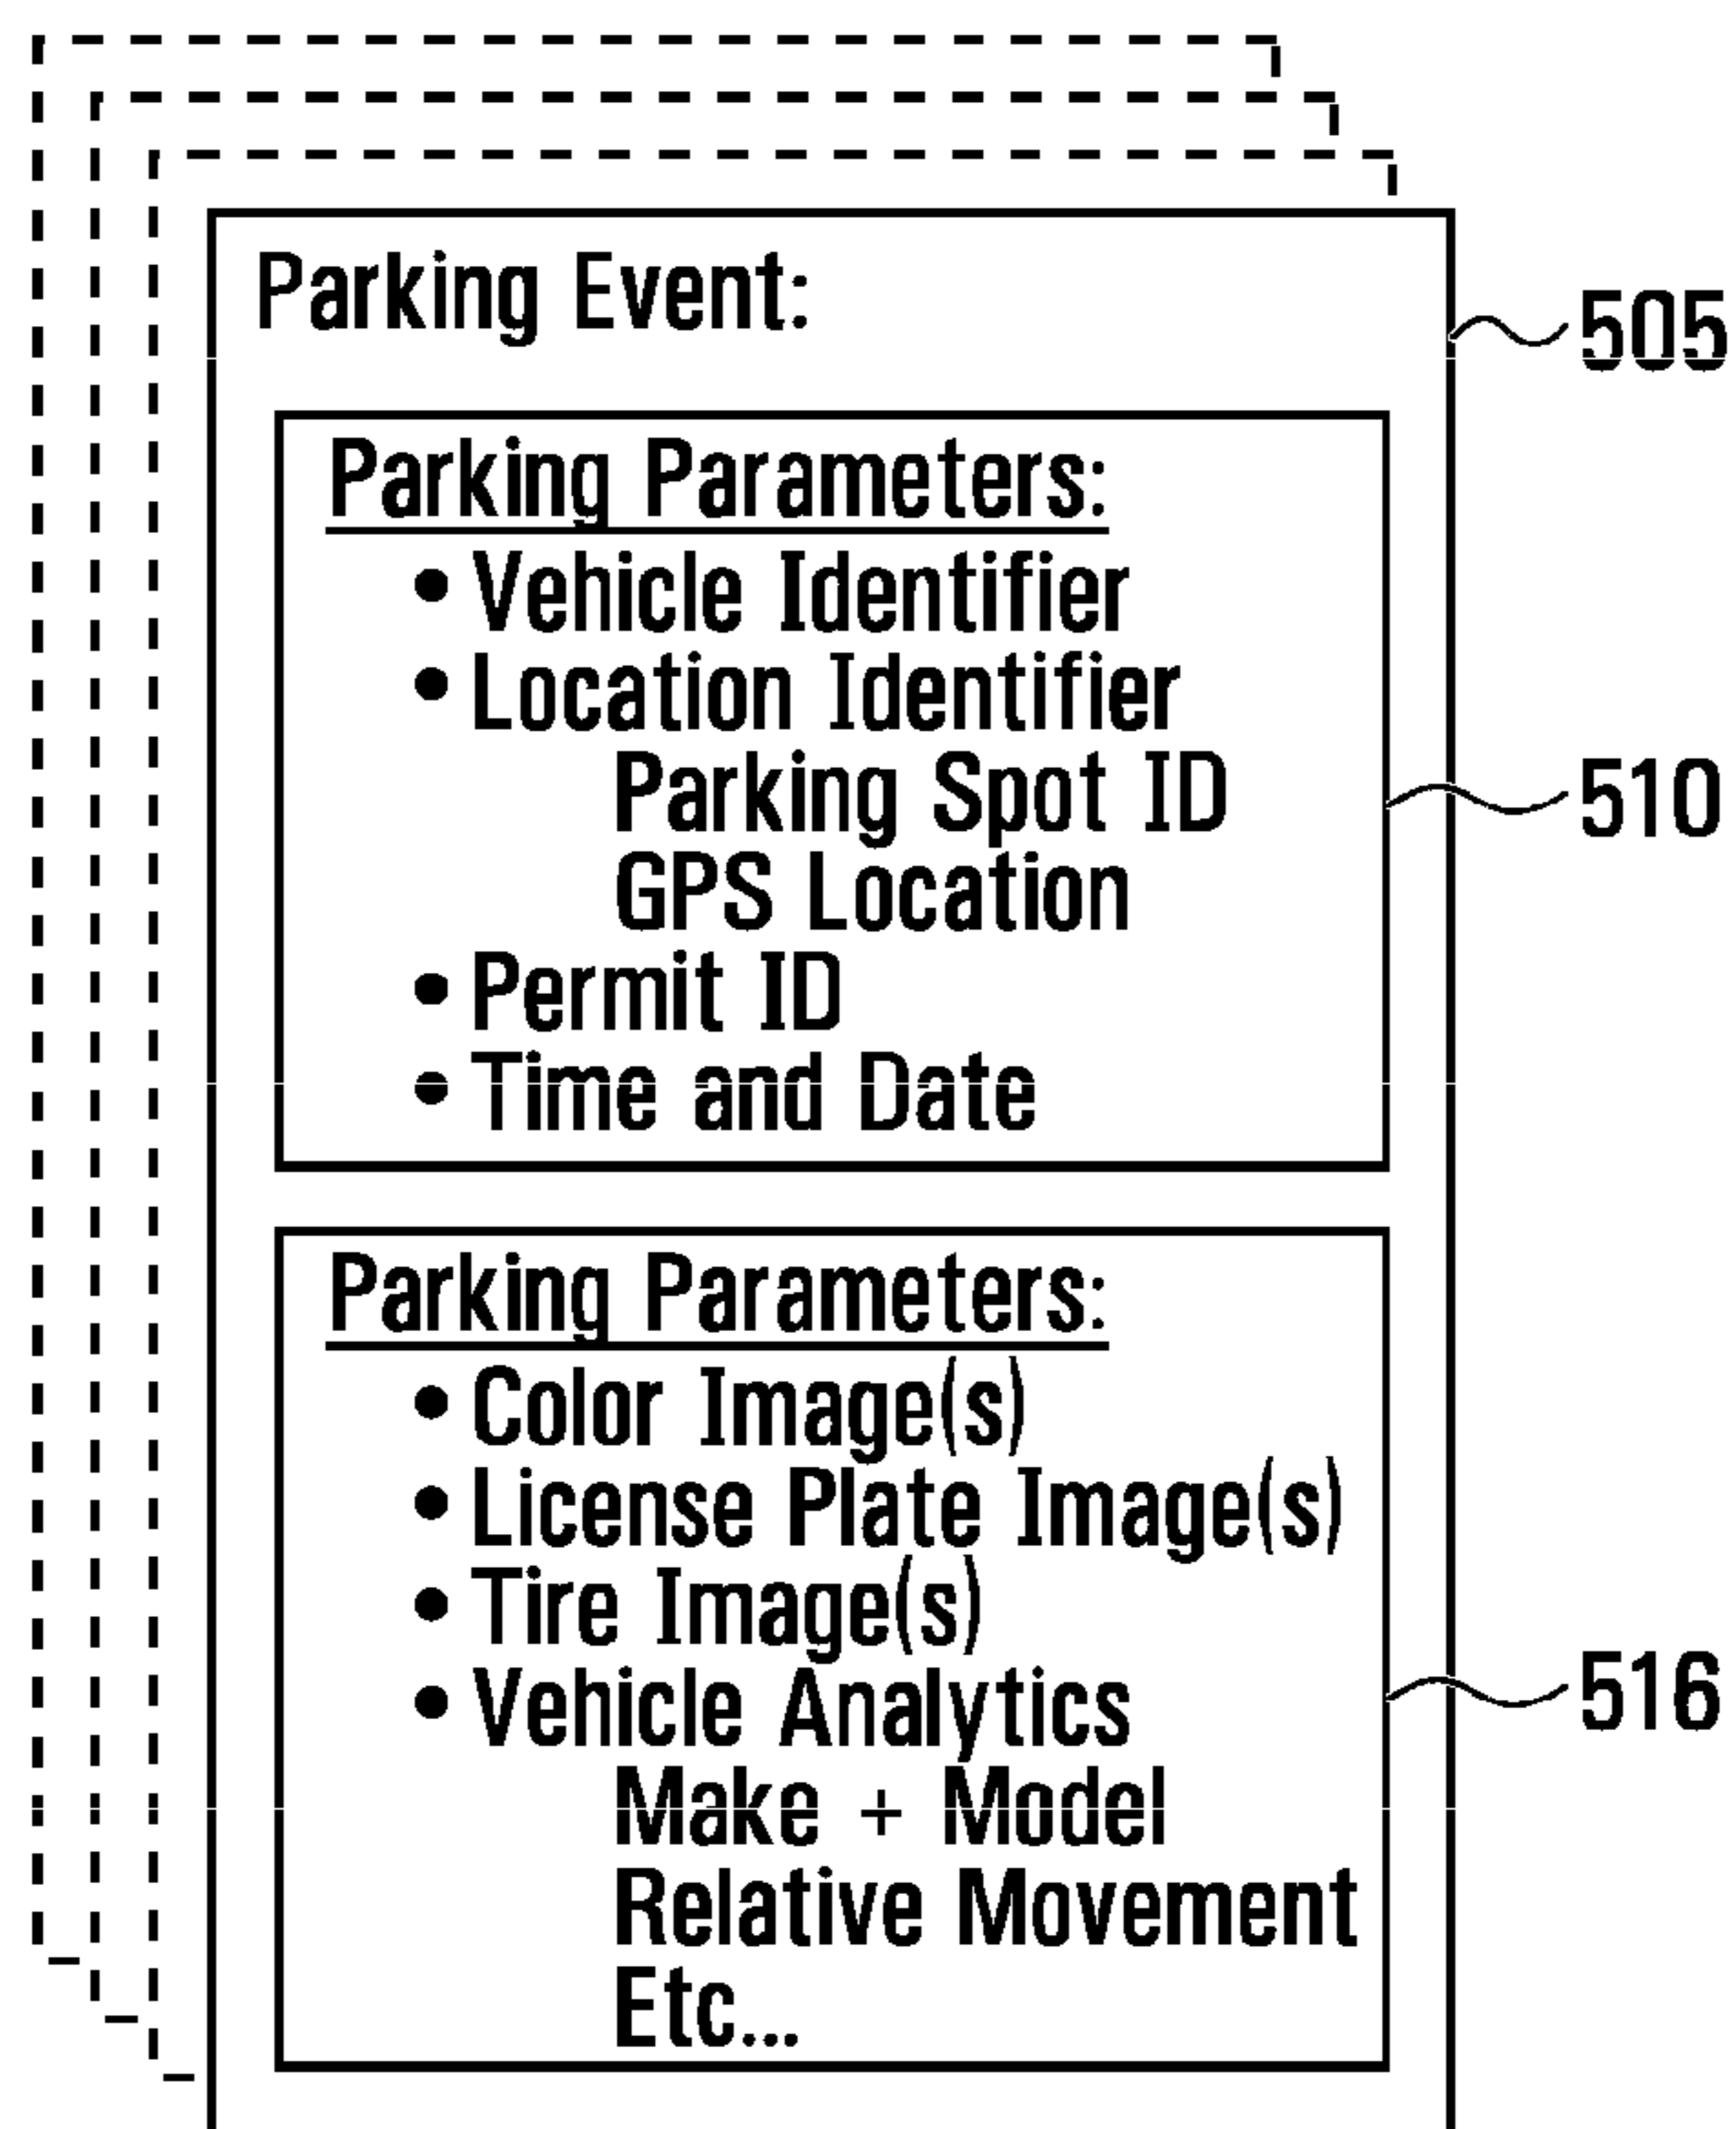 Parking Event:
505
Parking Parameters:
• Vehicle Identifier
• Location Identifier
Parking Spot ID
510
GPS Location
• Permit ID
• Time and Date
Parking Parameters:
• Color Image(s)
• License Plate Image(s)
• Tire Image(s)
• Vehicle Analytics
516
Make + Model
Relative Movement
Etc...